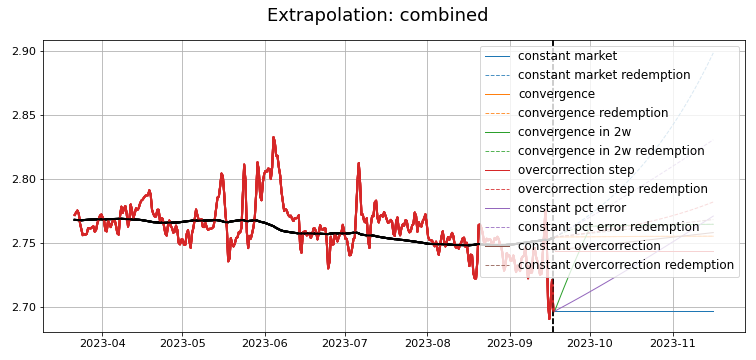 Extrapolation: combined
2.90
2.85
2.80
2.75
2.70
constant market
constant market redemption
convergence
convergence redemption
convergence in 2w
convergence in 2w redemption
overcorrection step
overcorrection step redemption
constant pct error
constant pct error redemption
constant overcorrection
constant overcorrection redemption
2023-04
2023-05
2023-06
2023-07
2023-08
2023-09
2023-10
2023-11